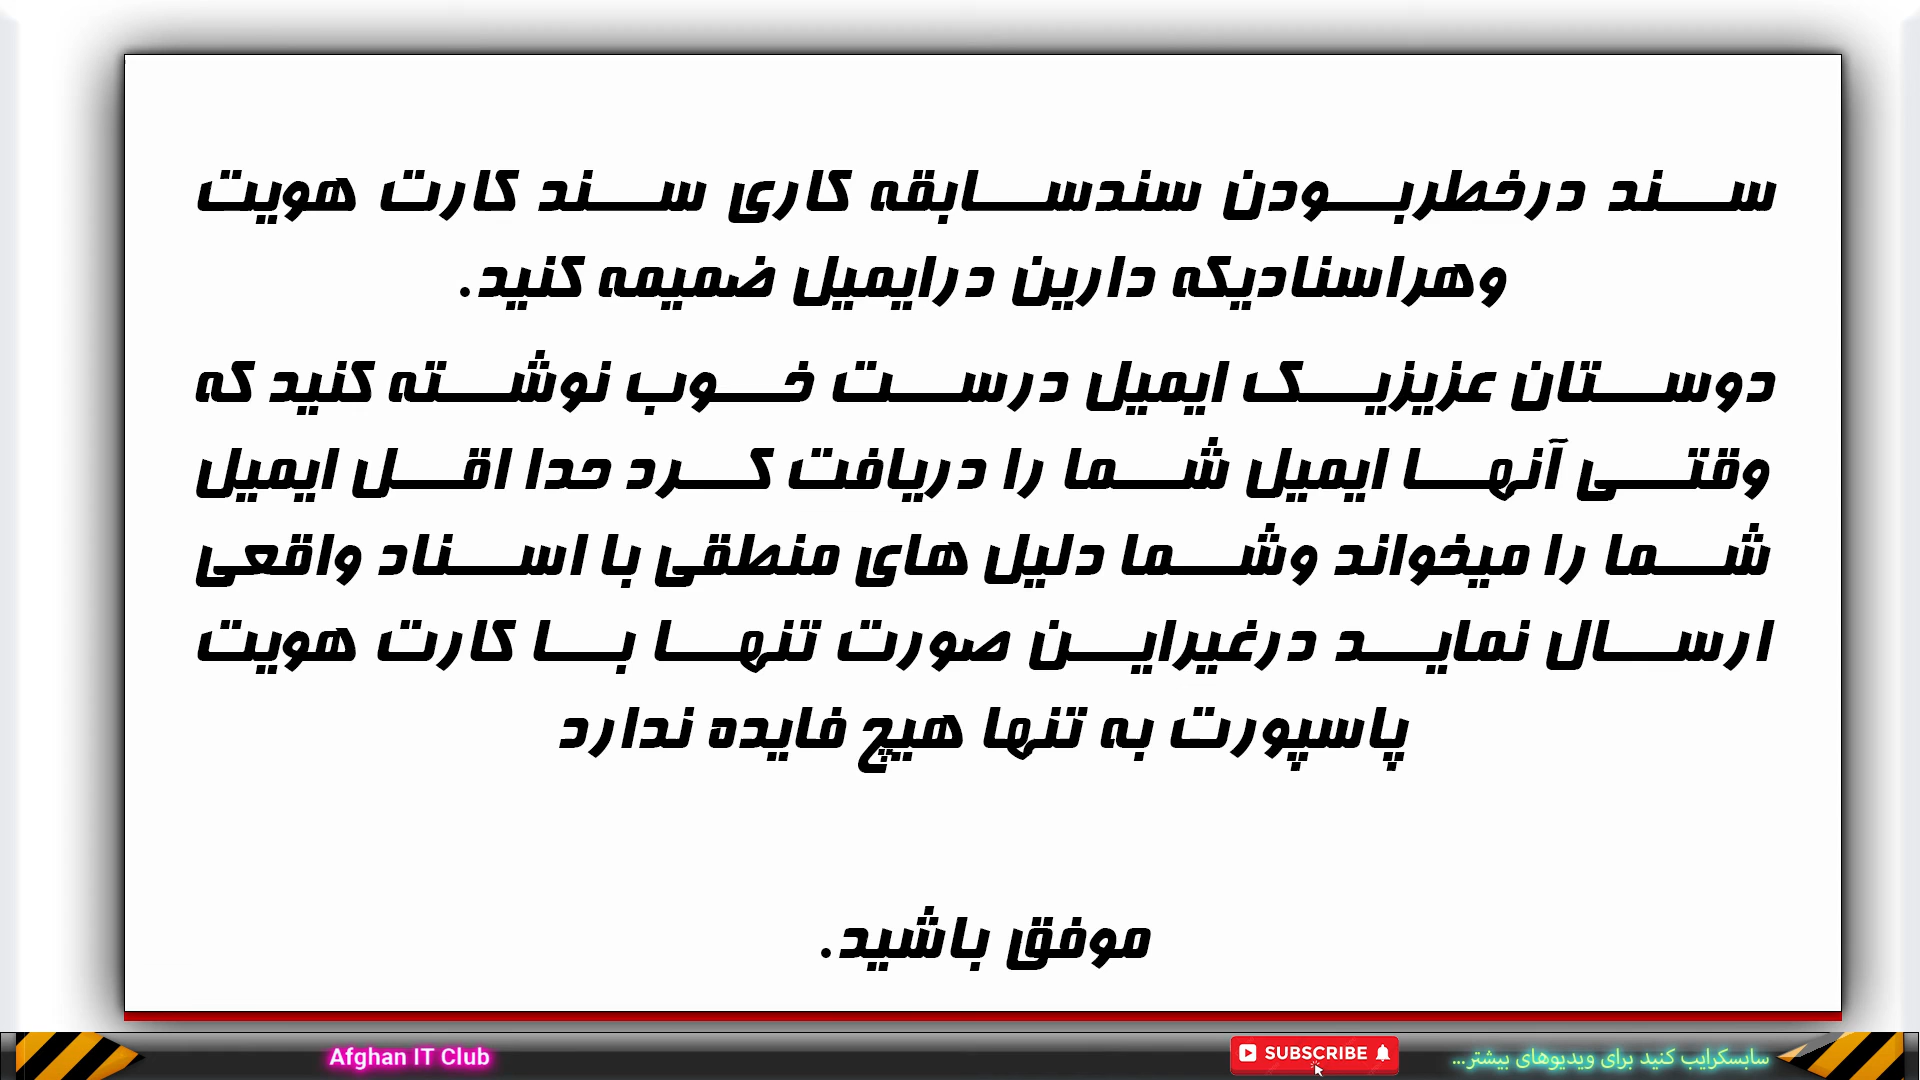 سند درخطربودن سندسابقه کاری سند کارت هویت
وهراسنادیکه دارین درایمیل ضمیمه کنید.
دوستان عزیزیک ایمیل درست خوب نوشته کنید که
وقتی آنها ایمیل شما را دریافت کرد حدا اقل ایمیل
شما را میخواند وشما دلیل های منطقی با اسناد واقعی
ارسال نماید درغیراین صورت تنها با کارت هویت
پاسپورت به تنها هیچ فایده ندارد
موفق باشید.
Afghan IT Club
SUBSCRIBE
سابسکرایب کنید برای ویدیوهای بیشتر...